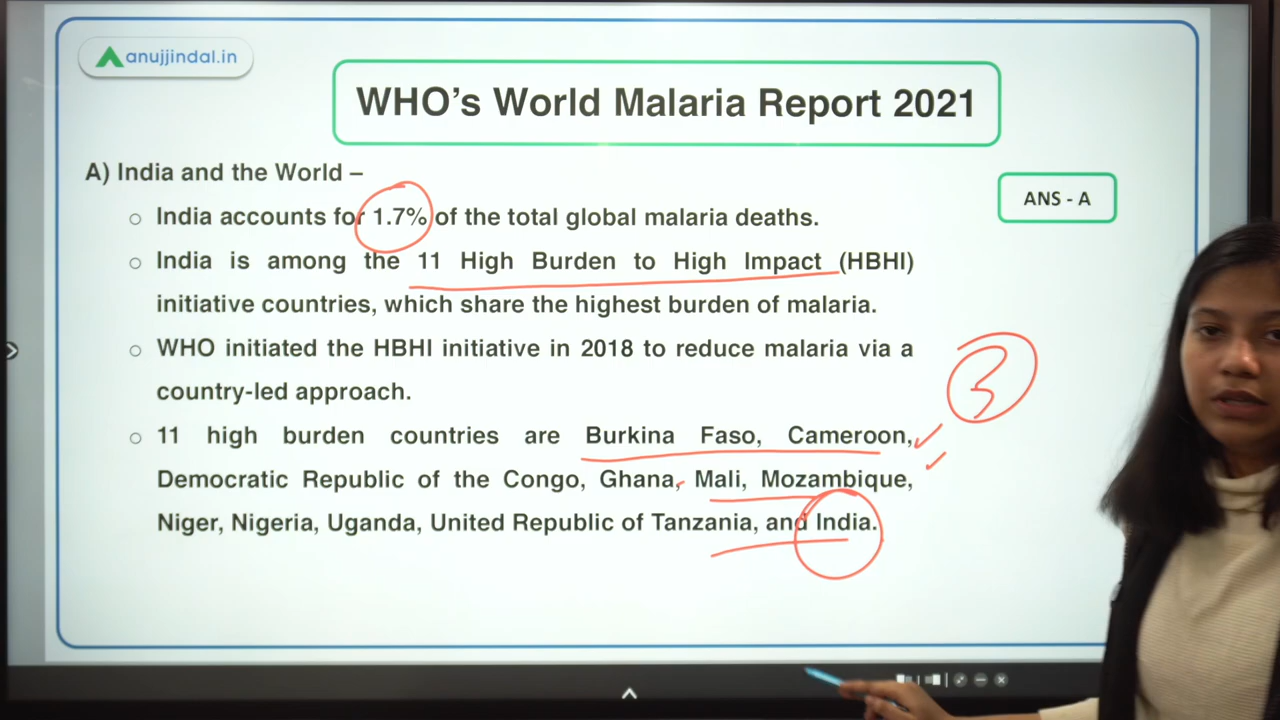 anujjindal.in
WHO's World Malaria Report 2021
A) India and the World –
ANS - A
India accounts for 1.7% of the total global malaria deaths.
India is among the 11 High Burden to High Impact (HBHI)
initiative countries, which share the highest burden of malaria.
WHO initiated the HBHI initiative in 2018 to reduce malaria via a
country-led approach.
3
11 high burden countries are Burkina Faso, Cameroon,
Democratic Republic of the Congo, Ghana, Mali, Mozambique,
Niger, Nigeria, Uganda, United Republic of Tanzania, and India.